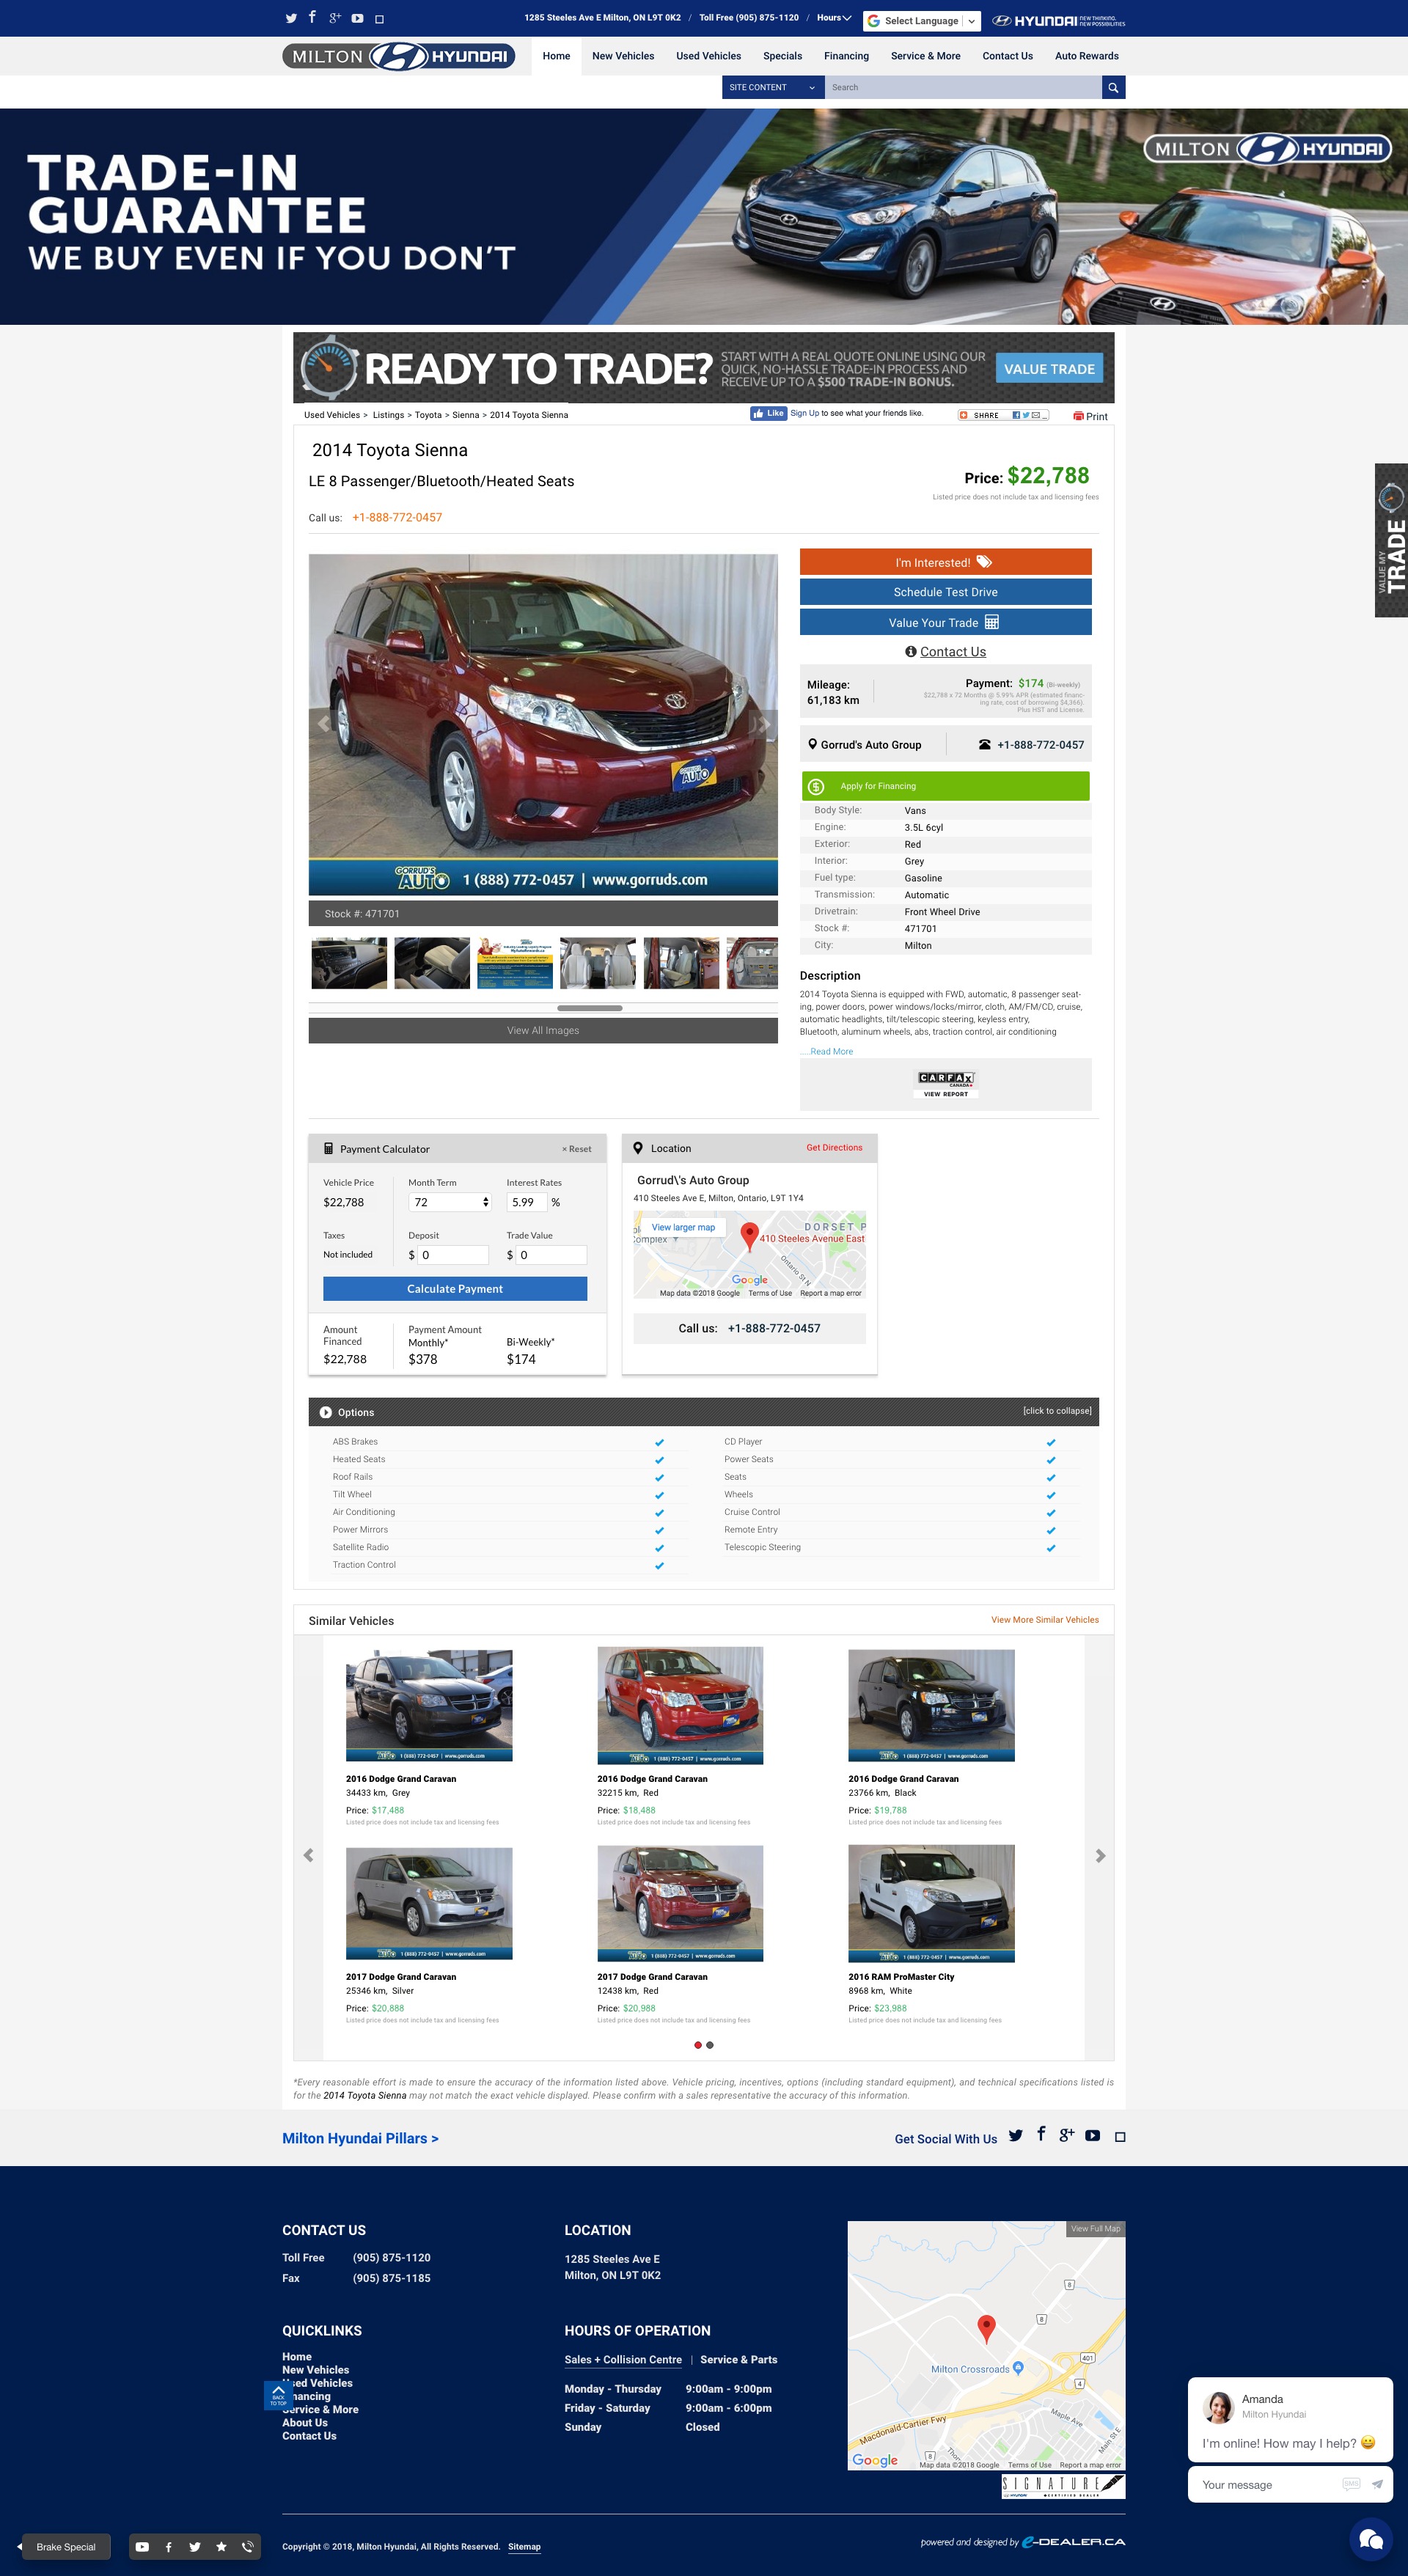 1285 Steeles Ave E Milton, ON L9T 0K2 / Toll Free (905) 875-1120 / Hours
Select Language
HYUNDAI NEW THINKING. NEW POSSIBILITIES.
MILTON HYUNDAI
Home New Vehicles Used Vehicles Specials Financing Service & More Contact Us Auto Rewards
SITE CONTENT Search
TRADE-IN
GUARANTEE
WE BUY EVEN IF YOU DON'T
MILTON HYUNDAI
READY TO TRADE?
START WITH A REAL QUOTE ONLINE USING OUR
QUICK, NO-HASSLE TRADE-IN PROCESS AND
RECEIVE UP TO A $500 TRADE-IN BONUS.
VALUE TRADE
Used Vehicles > Listings > Toyota > Sienna > 2014 Toyota Sienna
Like Sign Up to see what your friends like.
SHARE
Print
2014 Toyota Sienna
LE 8 Passenger/Bluetooth/Heated Seats
Price: $22,788
Listed price does not include tax and licensing fees
Call us: +1-888-772-0457
VALUE MY
TRADE
I'm Interested!
Schedule Test Drive
Value Your Trade
Contact Us
Mileage:
61,183 km
Payment: $174 (Bi-weekly)
$22,788 x 72 Months @ 5.99% APR (estimated financ-
ing rate, cost of borrowing $4,366).
Plus HST and License.
Gorrud's Auto Group
+1-888-772-0457
GORRUD'S AUTO 1 (888) 772-0457 | www.gorruds.com
Stock #: 471701
View All Images
Apply for Financing
Body Style: Vans
Engine: 3.5L 6cyl
Exterior: Red
Interior: Grey
Fuel type: Gasoline
Transmission: Automatic
Drivetrain: Front Wheel Drive
Stock #: 471701
City: Milton
Description
2014 Toyota Sienna is equipped with FWD, automatic, 8 passenger seat-
ing, power doors, power windows/locks/mirror, cloth, AM/FM/CD, cruise,
automatic headlights, tilt/telescopic steering, keyless entry,
Bluetooth, aluminum wheels, abs, traction control, air conditioning
.....Read More
CARFAX
CANADA
VIEW REPORT
Payment Calculator × Reset
Vehicle Price Month Term Interest Rates
$22,788 72 5.99 %
Taxes Deposit Trade Value
Not included $ 0 $ 0
Calculate Payment
Amount
Financed
$22,788
Payment Amount
Monthly*
$378
Bi-Weekly*
$174
Location Get Directions
Gorrud\'s Auto Group
410 Steeles Ave E, Milton, Ontario, L9T 1Y4
View larger map
DORSET P
Complex
410 Steeles Avenue East
Ontario St N
Google
Map data ©2018 Google Terms of Use Report a map error
Call us: +1-888-772-0457
Options [click to collapse]
ABS Brakes CD Player
Heated Seats Power Seats
Roof Rails Seats
Tilt Wheel Wheels
Air Conditioning Cruise Control
Power Mirrors Remote Entry
Satellite Radio Telescopic Steering
Traction Control
Similar Vehicles View More Similar Vehicles
2016 Dodge Grand Caravan
34433 km, Grey
Price: $17,488
Listed price does not include tax and licensing fees
2016 Dodge Grand Caravan
32215 km, Red
Price: $18,488
Listed price does not include tax and licensing fees
2016 Dodge Grand Caravan
23766 km, Black
Price: $19,788
Listed price does not include tax and licensing fees
2017 Dodge Grand Caravan
25346 km, Silver
Price: $20,888
Listed price does not include tax and licensing fees
2017 Dodge Grand Caravan
12438 km, Red
Price: $20,988
Listed price does not include tax and licensing fees
2016 RAM ProMaster City
8968 km, White
Price: $23,988
Listed price does not include tax and licensing fees
*Every reasonable effort is made to ensure the accuracy of the information listed above. Vehicle pricing, incentives, options (including standard equipment), and technical specifications listed is
for the 2014 Toyota Sienna may not match the exact vehicle displayed. Please confirm with a sales representative the accuracy of this information.
Milton Hyundai Pillars >
Get Social With Us
CONTACT US
Toll Free (905) 875-1120
Fax (905) 875-1185
LOCATION
1285 Steeles Ave E
Milton, ON L9T 0K2
QUICKLINKS
Home
New Vehicles
Used Vehicles
Financing
Service & More
About Us
Contact Us
BACK
TO TOP
HOURS OF OPERATION
Sales + Collision Centre | Service & Parts
Monday - Thursday 9:00am - 9:00pm
Friday - Saturday 9:00am - 6:00pm
Sunday Closed
View Full Map
8
8
401
Milton Crossroads
4
Macdonald-Cartier Fwy
Maple Ave
Main St E
8
Google
Map data ©2018 Google Terms of Use Report a map error
SIGNATURE
Amanda
Milton Hyundai
I'm online! How may I help? 😀
Your message SMS
Brake Special
Copyright © 2018, Milton Hyundai, All Rights Reserved. Sitemap
powered and designed by e-DEALER.CA